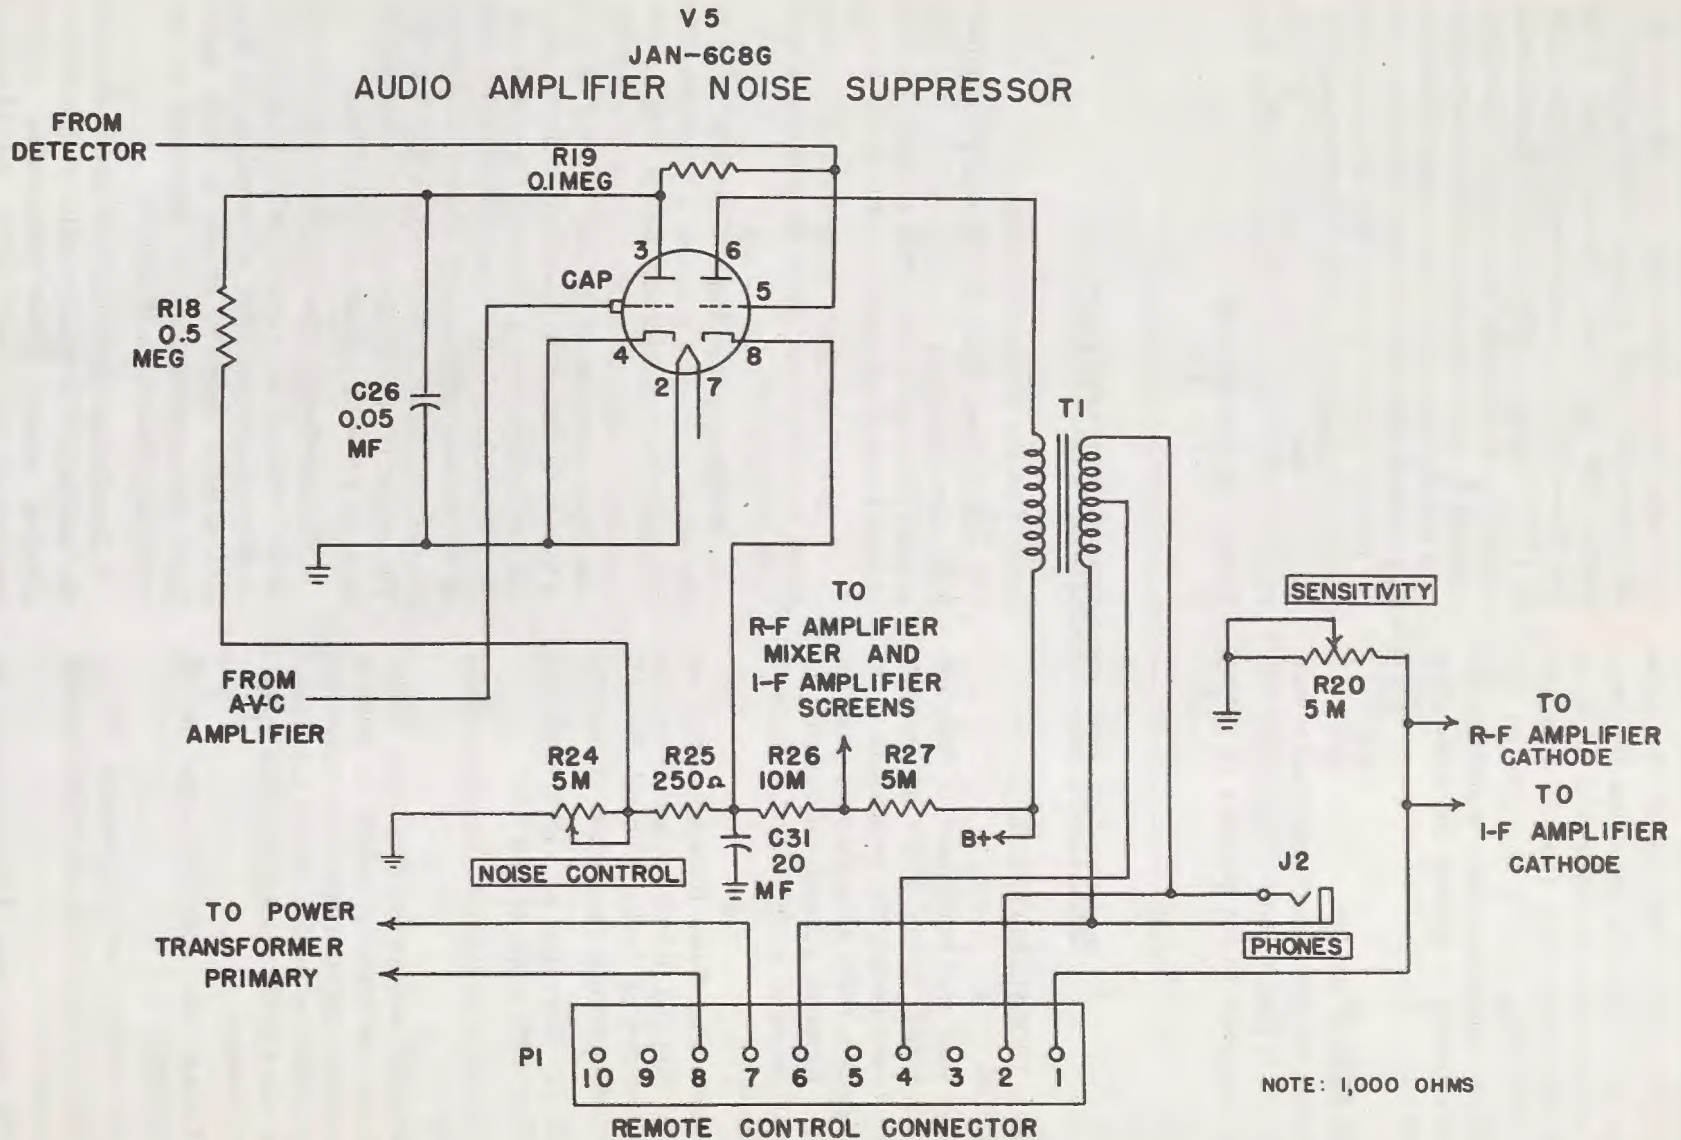 V 5
JAN-6C8G
AUDIO AMPLIFIER NOISE SUPPRESSOR
FROM
DETECTOR
R19
0.1MEG
3
6
CAP
5
R18
0.5
MEG
4
8
2
7
C26
0.05
MF
T1
TO
R-F AMPLIFIER
MIXER AND
I-F AMPLIFIER
SCREENS
SENSITIVITY
R20
5M
FROM
A-V-C
AMPLIFIER
TO
R-F AMPLIFIER
CATHODE
TO
I-F AMPLIFIER
CATHODE
R24
5M
R25
250Ω
R26
10M
R27
5M
B+
C31
20
MF
NOISE CONTROL
J2
PHONES
TO POWER
TRANSFORMER
PRIMARY
P1
10 9 8 7 6 5 4 3 2 1
REMOTE CONTROL CONNECTOR
NOTE: 1,000 OHMS